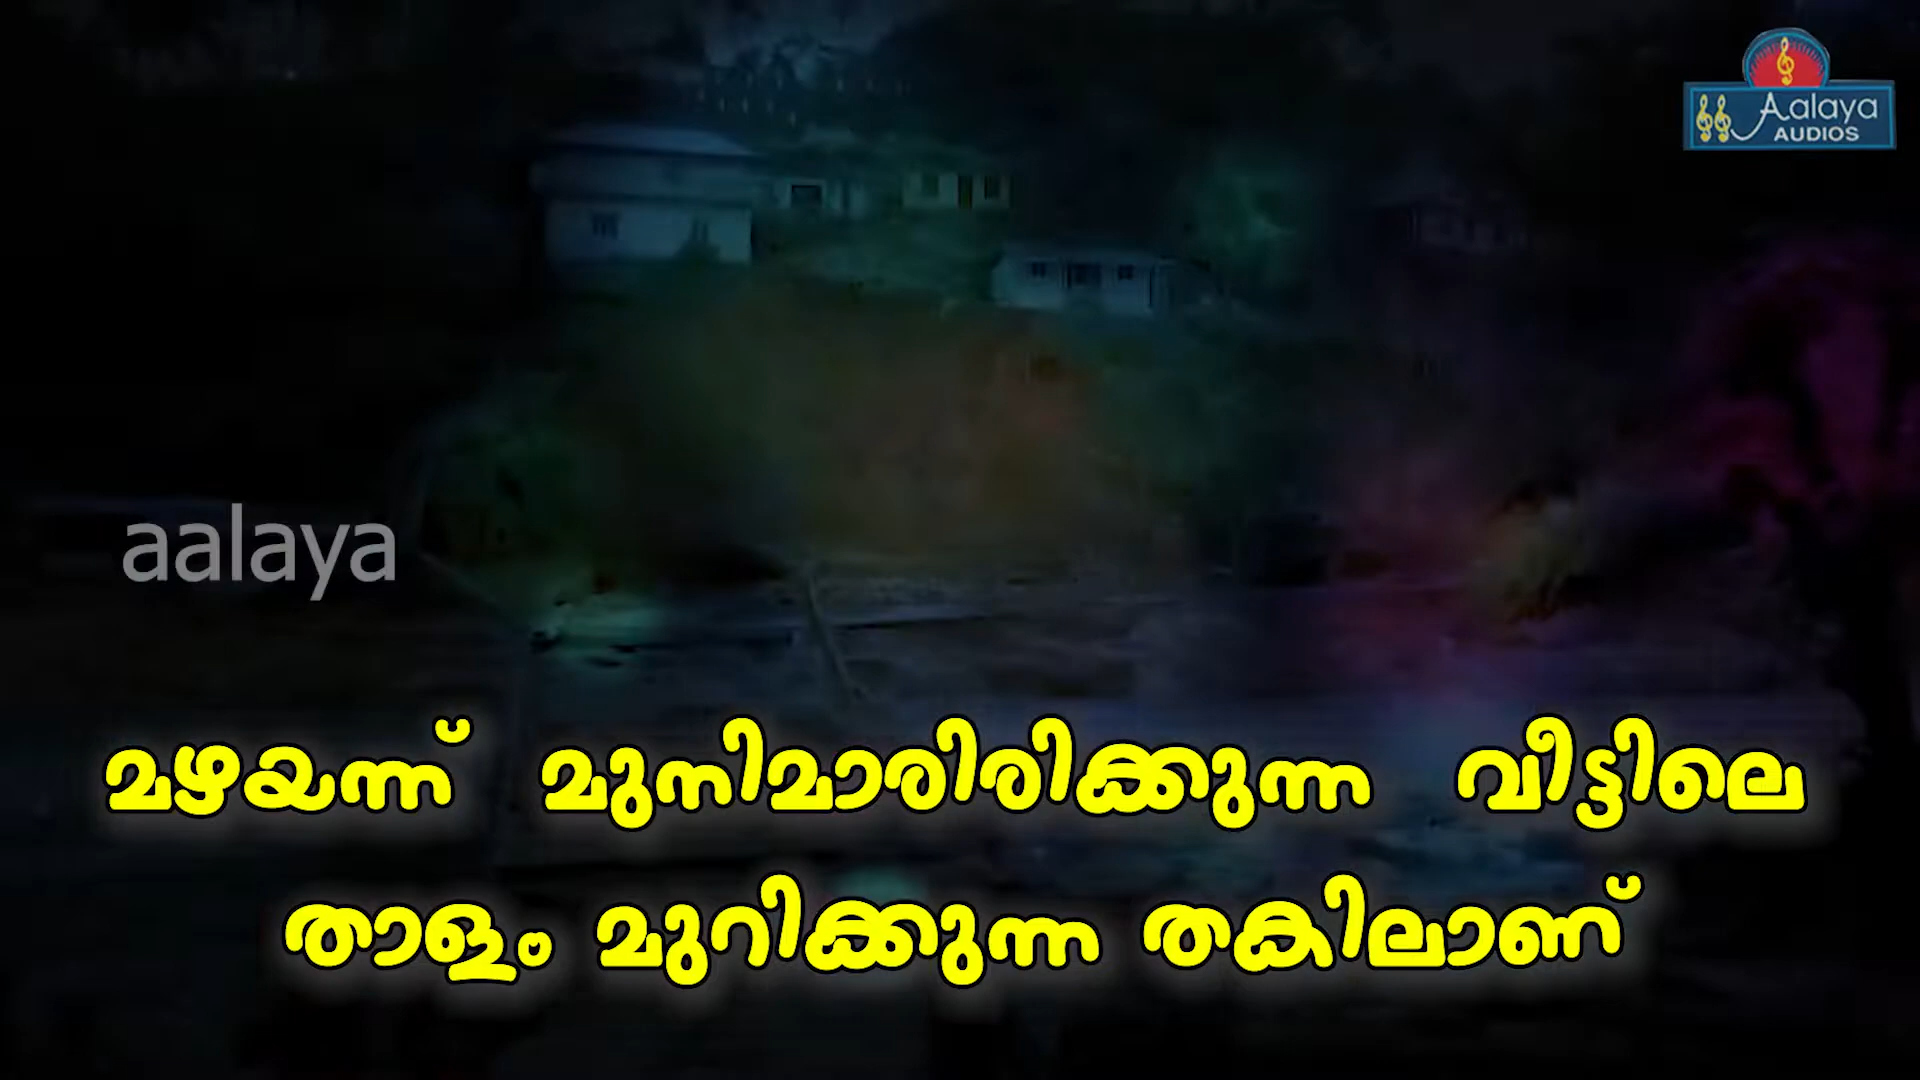 Aalaya
AUDIOS
aalaya
മഴയന്ന് മുനിമാരിരിക്കുന്ന വീട്ടിലെ
താളം മുറിക്കുന്ന തകിലാണ്